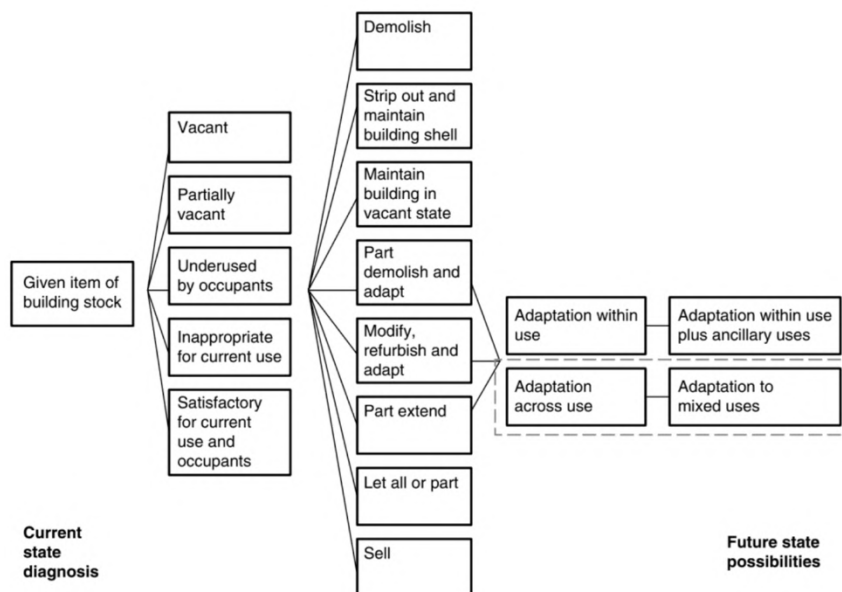 Given item of
building stock
Vacant
Partially
vacant
Underused
by occupants
Inappropriate
for current use
Satisfactory
for current
use and
occupants
Demolish
Strip out and
maintain
building shell
Maintain
building in
vacant state
Part
demolish and
adapt
Modify,
refurbish and
adapt
Part extend
Let all or part
Sell
Adaptation within
use
Adaptation within use
plus ancillary uses
Adaptation
across use
Adaptation to
mixed uses
Current
state
diagnosis
Future state
possibilities